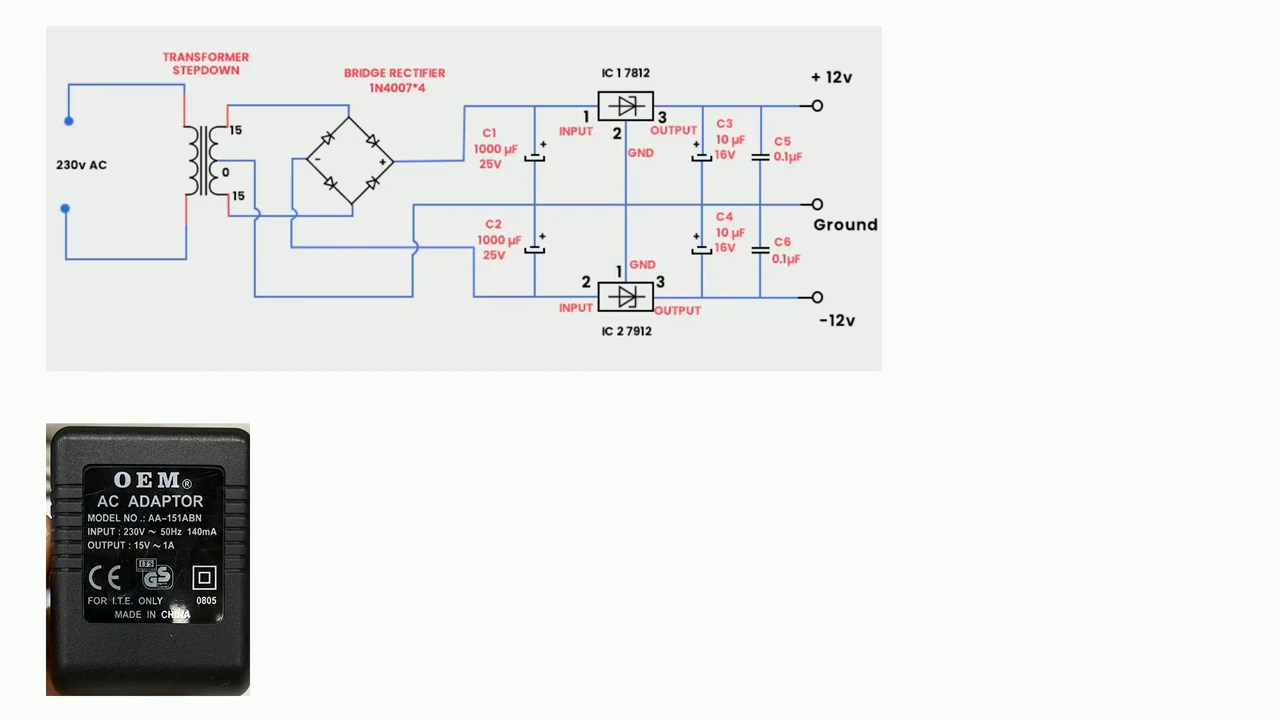 TRANSFORMER
STEPDOWN
BRIDGE RECTIFIER
1N4007*4
IC 1 7812
+ 12v
230v AC
15
0
15
-
+
C1
1000 µF
25V
+
1
INPUT
2
GND
3
OUTPUT
C3
10 µF
16V
+
C5
0.1µF
Ground
C2
1000 µF
25V
+
C4
10 µF
16V
+
C6
0.1µF
2
INPUT
1
GND
3
OUTPUT
IC 2 7912
-12v
OEM®
AC ADAPTOR
MODEL NO .: AA-151ABN
INPUT : 230V ~ 50Hz 140mA
OUTPUT : 15V ~ 1A
CE
ITS
GS
FOR I.T.E. ONLY
0805
MADE IN CHINA